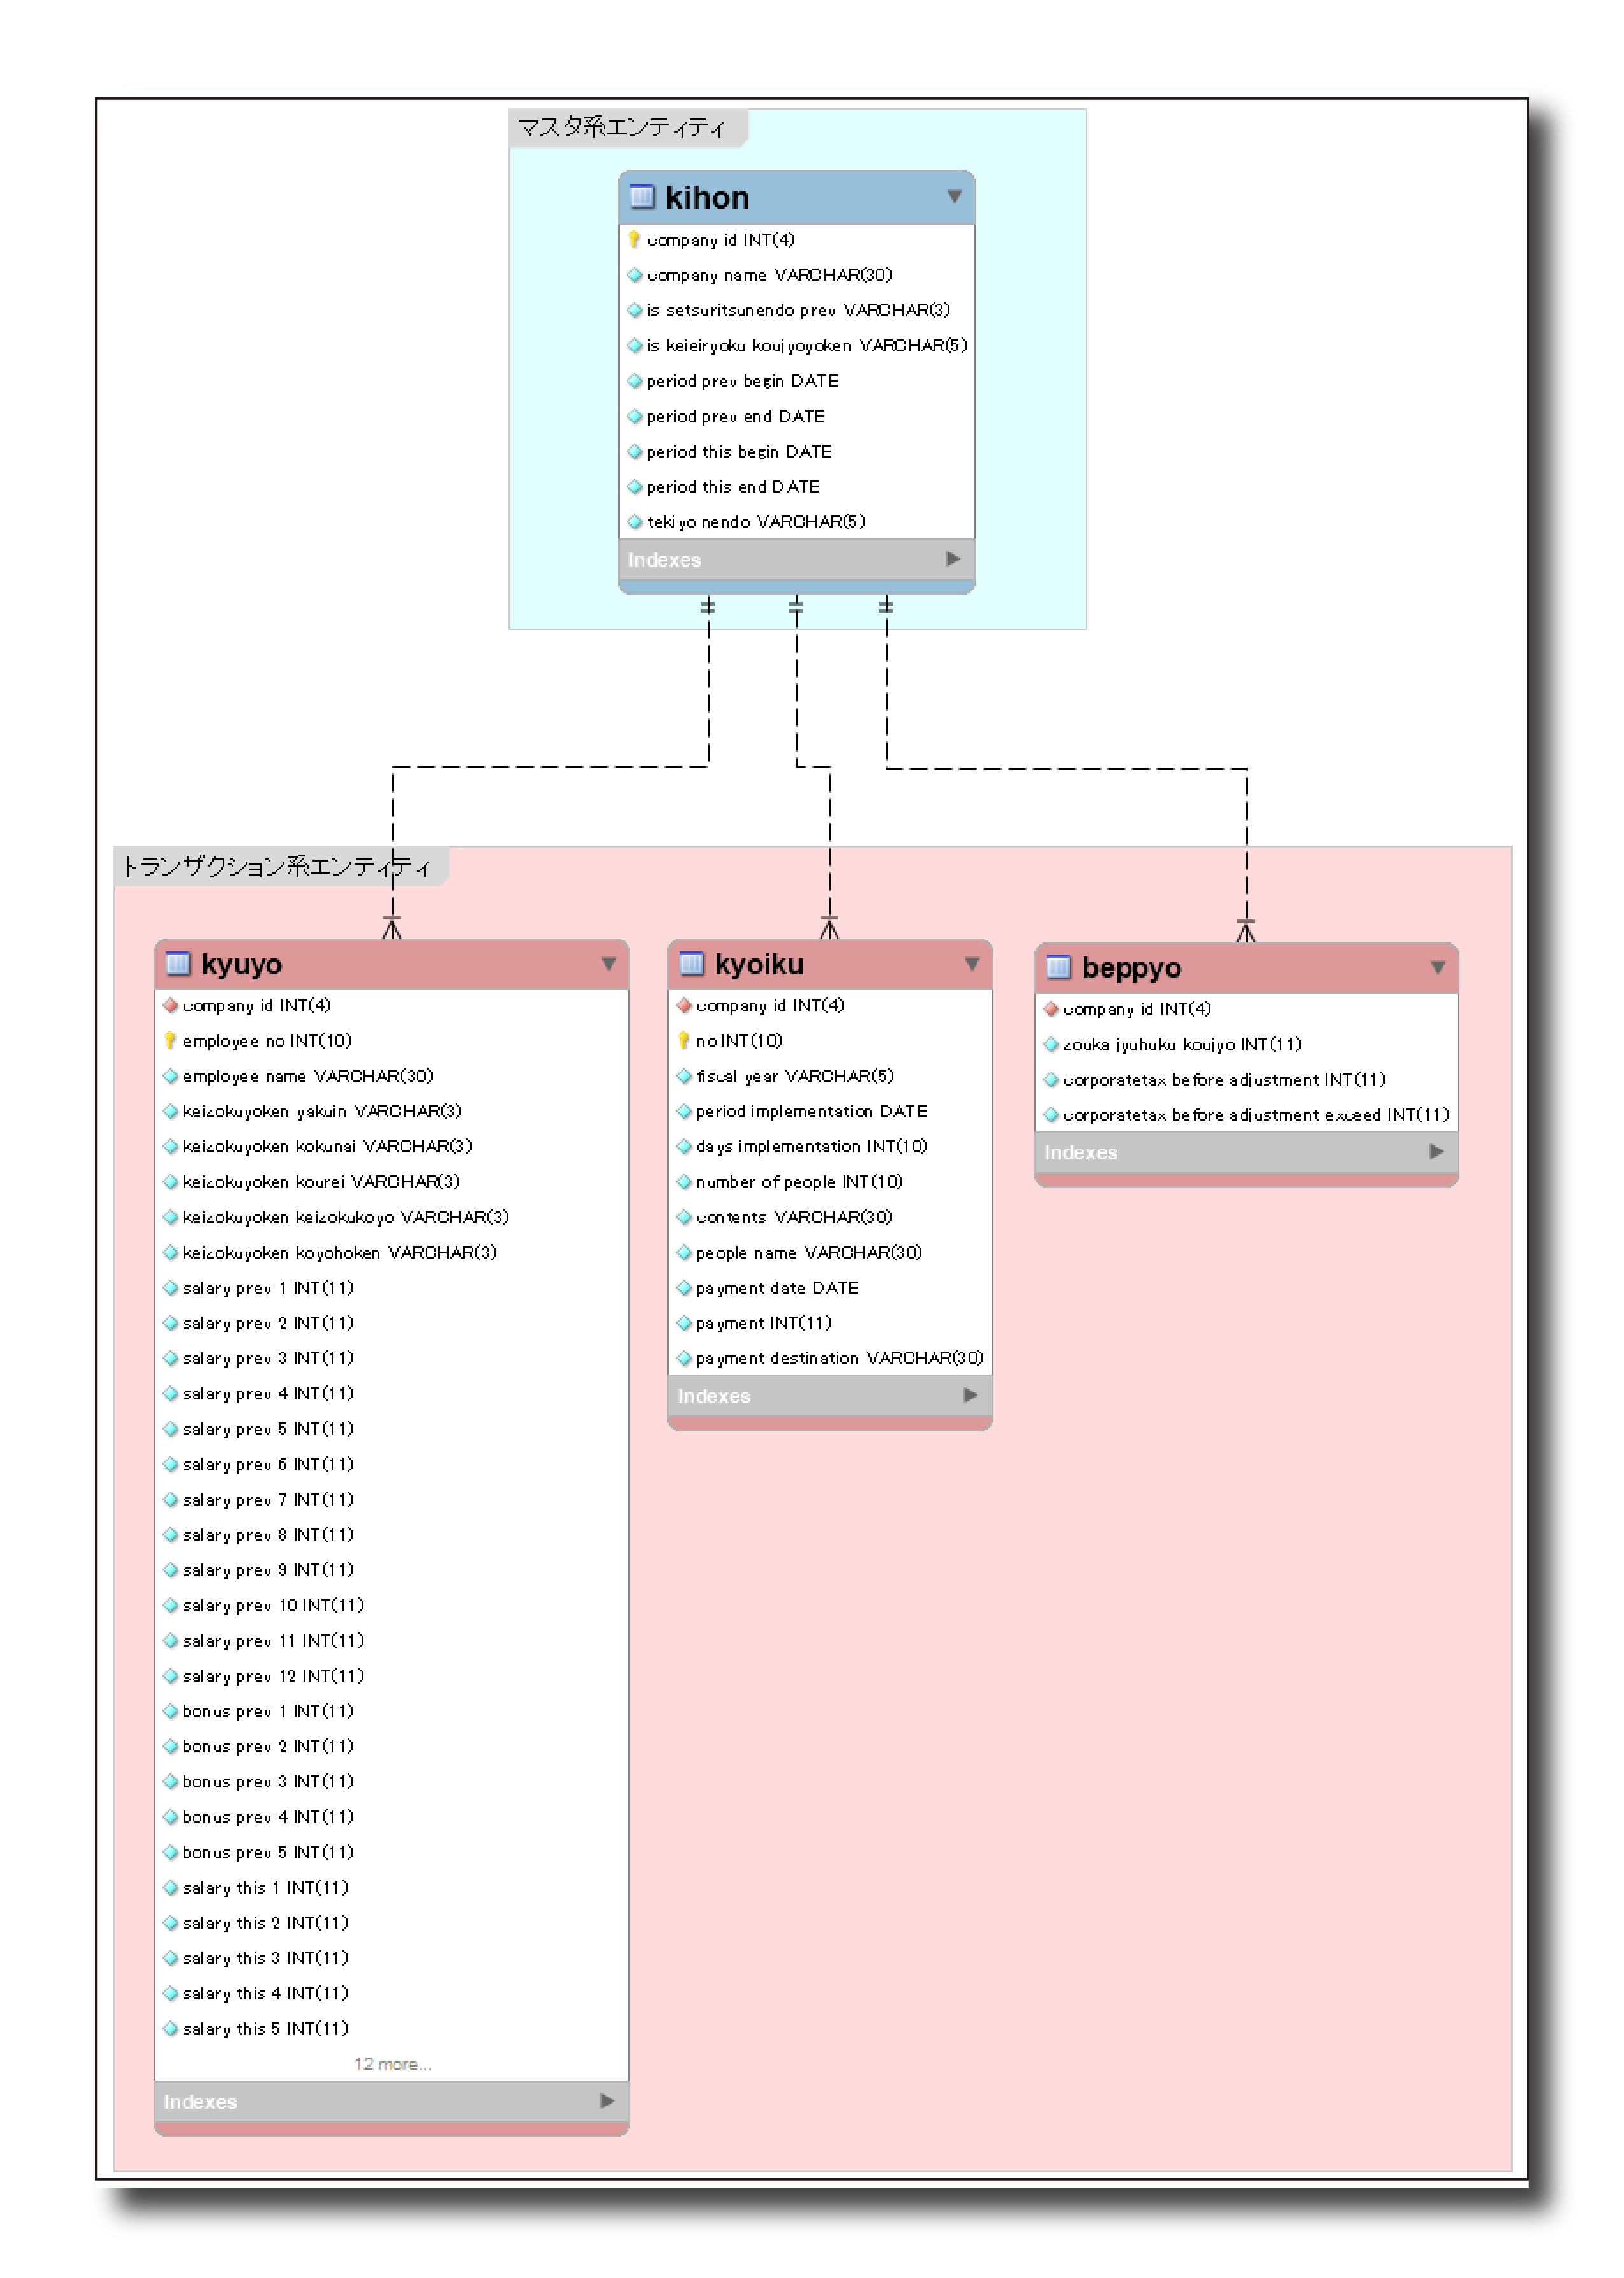 マスタ系エンティティ
kihon
company id INT(4)
company name VARCHAR(30)
is setsuritsunendo prev VARCHAR(3)
is keieiryoku koujyoyoken VARCHAR(5)
period prev begin DATE
period prev end DATE
period this begin DATE
period this end DATE
tekiyo nendo VARCHAR(5)
Indexes
トランザクション系エンティティ
kyuyo
company id INT(4)
employee no INT(10)
employee name VARCHAR(30)
keizokuyoken yakuin VARCHAR(3)
keizokuyoken kokunai VARCHAR(3)
keizokuyoken kourei VARCHAR(3)
keizokuyoken keizokukoyo VARCHAR(3)
keizokuyoken koyohoken VARCHAR(3)
salary prev 1 INT(11)
salary prev 2 INT(11)
salary prev 3 INT(11)
salary prev 4 INT(11)
salary prev 5 INT(11)
salary prev 6 INT(11)
salary prev 7 INT(11)
salary prev 8 INT(11)
salary prev 9 INT(11)
salary prev 10 INT(11)
salary prev 11 INT(11)
salary prev 12 INT(11)
bonus prev 1 INT(11)
bonus prev 2 INT(11)
bonus prev 3 INT(11)
bonus prev 4 INT(11)
bonus prev 5 INT(11)
salary this 1 INT(11)
salary this 2 INT(11)
salary this 3 INT(11)
salary this 4 INT(11)
salary this 5 INT(11)
12 more...
Indexes
kyoiku
company id INT(4)
no INT(10)
fiscal year VARCHAR(5)
period implementation DATE
days implementation INT(10)
number of people INT(10)
contents VARCHAR(30)
people name VARCHAR(30)
payment date DATE
payment INT(11)
payment destination VARCHAR(30)
Indexes
beppyo
company id INT(4)
zouka jyuhuku koujyo INT(11)
corporatetax before adjustment INT(11)
corporatetax before adjustment exceed INT(11)
Indexes